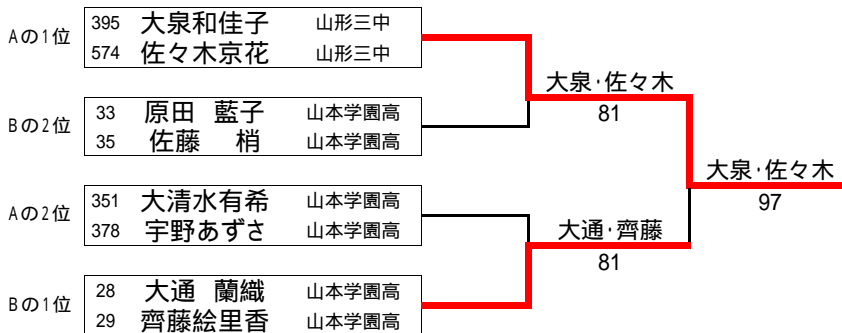 Aの1位 395 大泉和佳子 山形三中
574 佐々木京花 山形三中
大泉・佐々木
81
Bの2位 33 原田 藍子 山本学園高
35 佐藤 梢 山本学園高
大泉・佐々木
97
Aの2位 351 大清水有希 山本学園高
378 宇野あずさ 山本学園高
大通・齊藤
81
Bの1位 28 大通 蘭織 山本学園高
29 齊藤絵里香 山本学園高